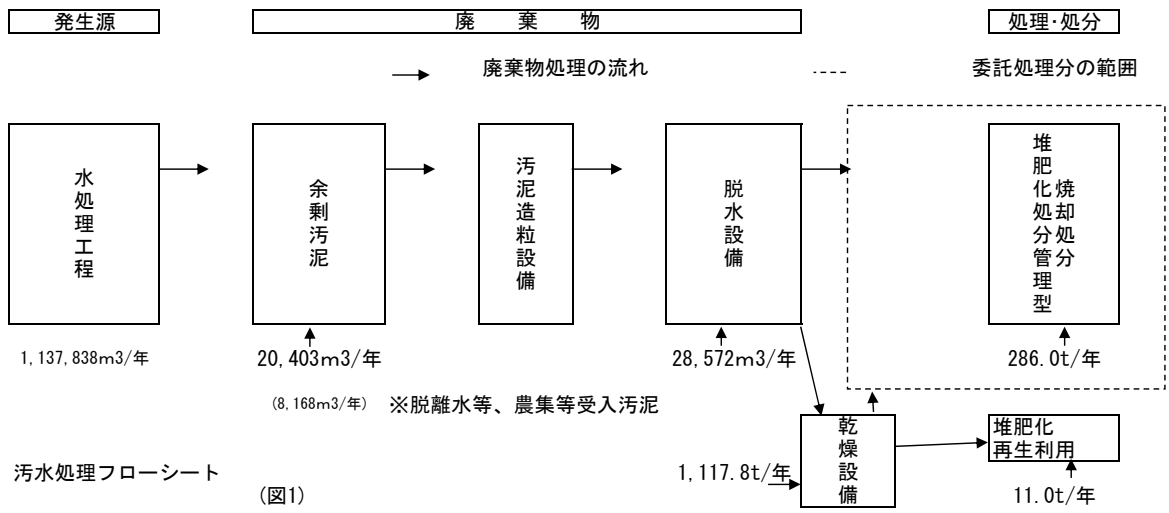 発生源
廃棄物
処理･処分
廃棄物処理の流れ
委託処理分の範囲
水処理工程
余剰汚泥
汚泥造粒設備
脱水設備
焼却処分
堆肥化処分管理型
1,137,838m3/年
20,403m3/年
28,572m3/年
286.0t/年
(8,168m3/年) ※脱離水等、農集等受入汚泥
乾燥設備
堆肥化
再生利用
1,117.8t/年
11.0t/年
汚水処理フローシート
(図1)